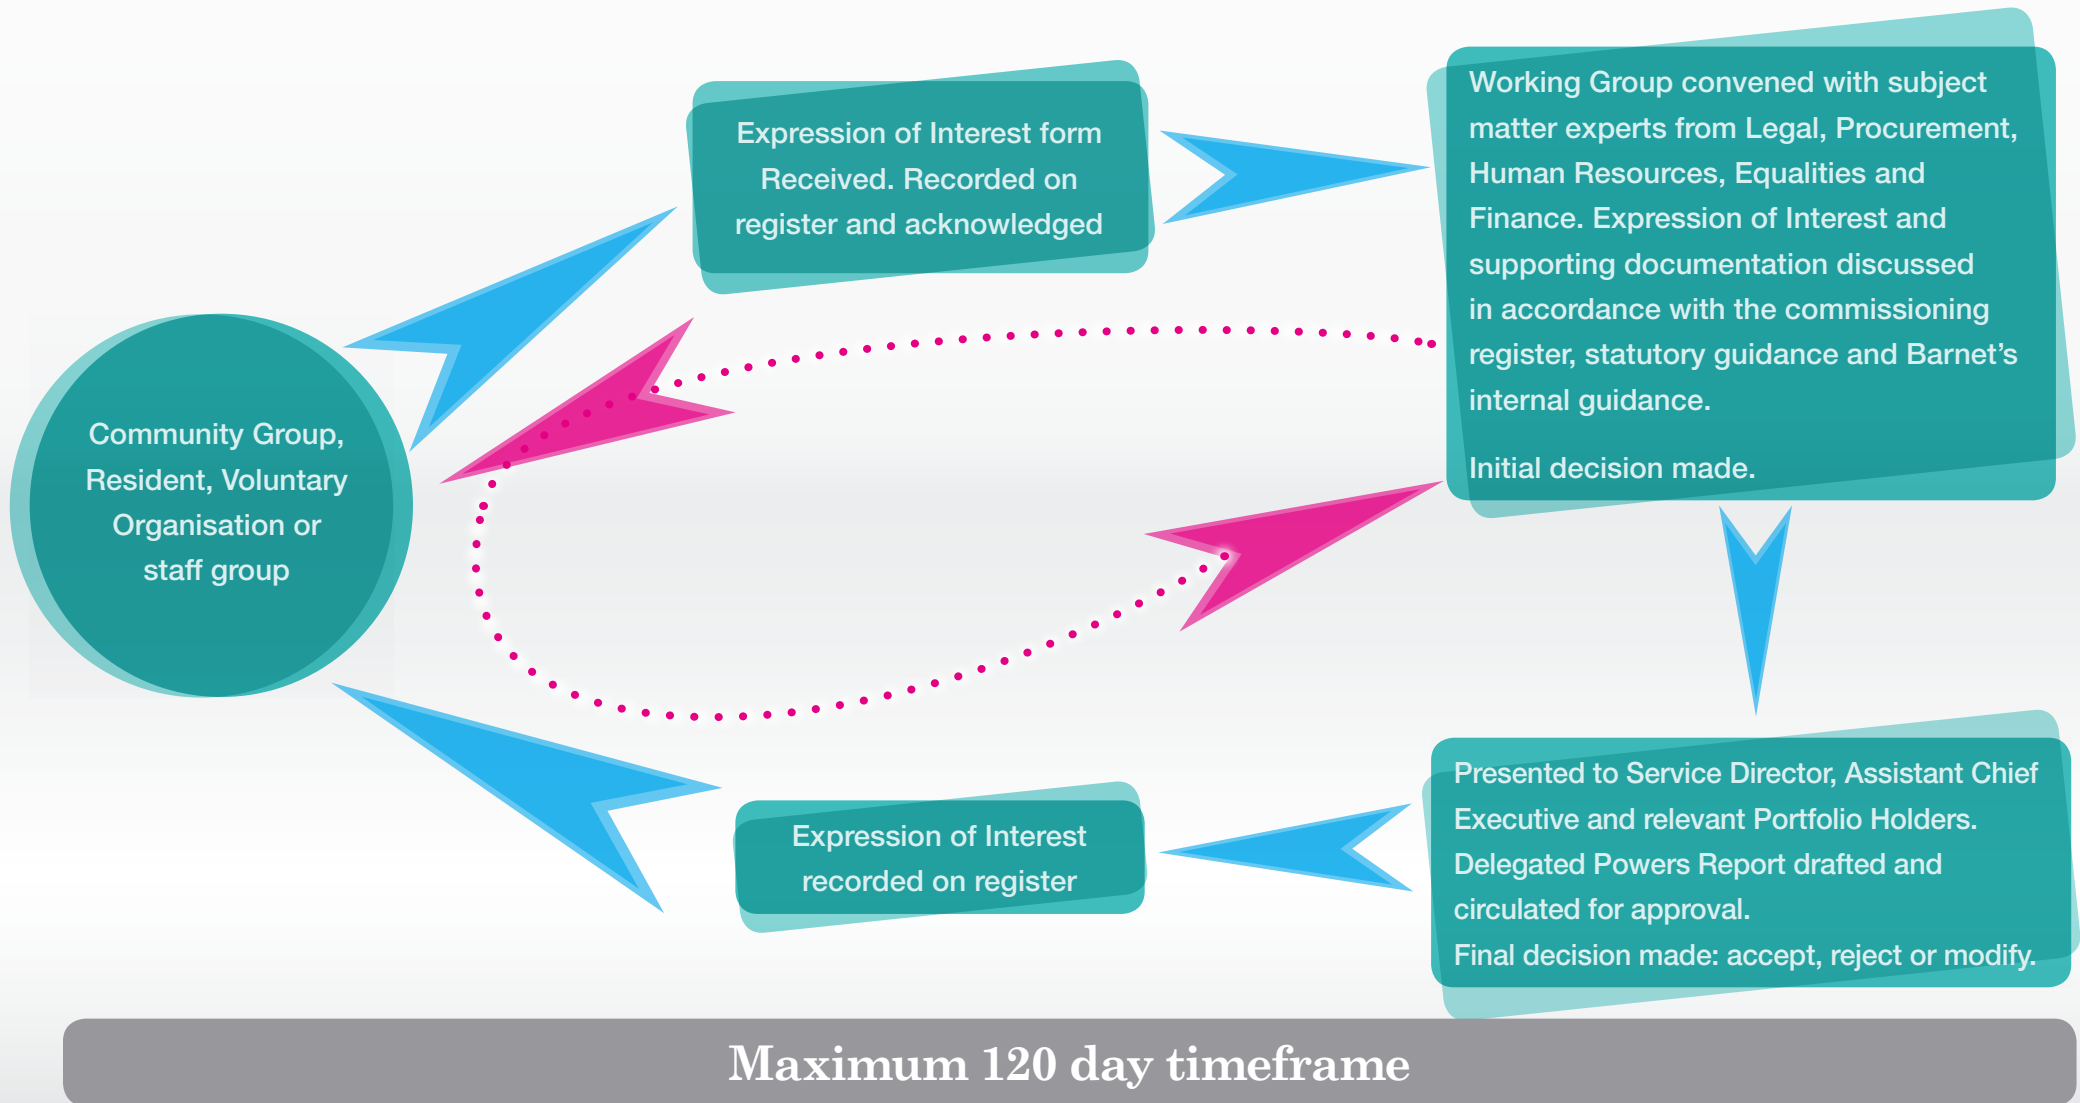 Community Group,
Resident, Voluntary
Organisation or
staff group
Expression of Interest form
Received. Recorded on
register and acknowledged
Working Group convened with subject
matter experts from Legal, Procurement,
Human Resources, Equalities and
Finance. Expression of Interest and
supporting documentation discussed
in accordance with the commissioning
register, statutory guidance and Barnet’s
internal guidance.
Initial decision made.
Presented to Service Director, Assistant Chief
Executive and relevant Portfolio Holders.
Delegated Powers Report drafted and
circulated for approval.
Final decision made: accept, reject or modify.
Expression of Interest
recorded on register
Maximum 120 day timeframe